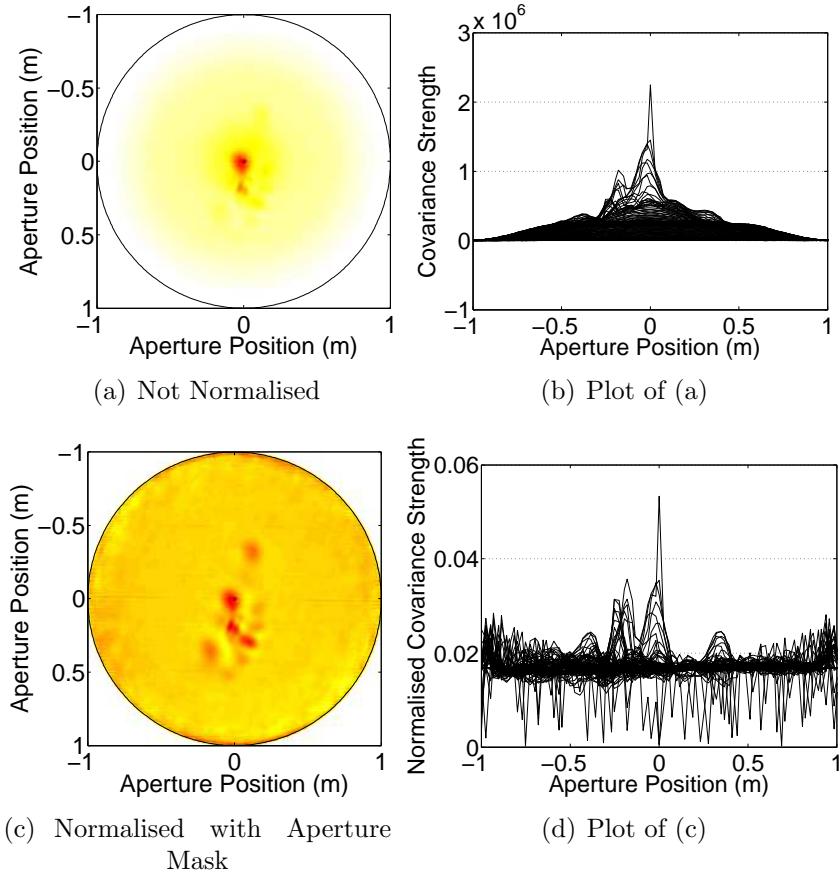 −1
−0.5
0
0.5
1
−1 0 1
Aperture Position (m)
Aperture Position (m)
(a) Not Normalised
3 x 10^6
2
1
0
−1
−1 −0.5 0 0.5 1
Covariance Strength
Aperture Position (m)
(b) Plot of (a)
−1
−0.5
0
0.5
1
−1 0 1
Aperture Position (m)
Aperture Position (m)
(c) Normalised with Aperture
Mask
0.06
0.04
0.02
0
−1 −0.5 0 0.5 1
Normalised Covariance Strength
Aperture Position (m)
(d) Plot of (c)